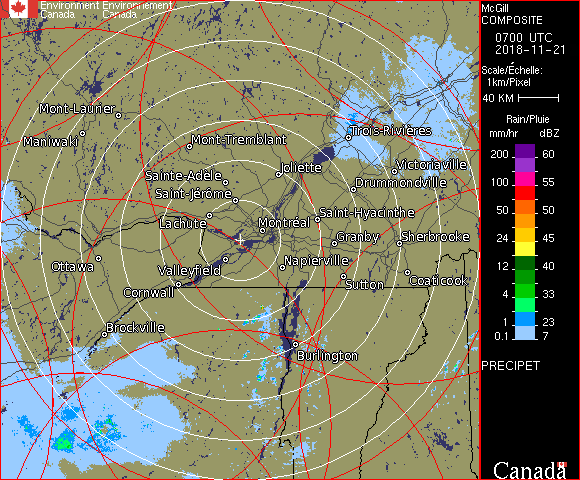 Environment Environnement
Canada Canada
Mont-Laurier
Maniwaki
Mont-Tremblant
Trois-Rivières
Joliette
Victoriaville
Sainte-Adèle
Drummondville
Saint-Jérôme
Lachute
Montréal
Saint-Hyacinthe
Granby
Sherbrooke
Ottawa
Valleyfield
Napierville
Sutton
Coaticook
Cornwall
Brockville
Burlington
McGill
COMPOSITE
0700 UTC
2018-11-21
Scale/Échelle:
1km/Pixel
40 KM
Rain/Pluie
mm/hr dBZ
200 60
100 55
50 50
24 45
12 40
4 33
1 23
0.1 7
PRECIPET
Canada